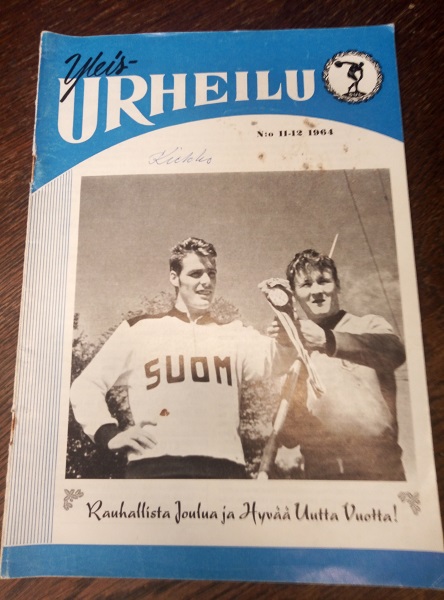 Yleis-
URHEILU
N:o 11-12 1964
SUOM
Rauhallista Joulua ja Hyvää Uutta Vuotta!